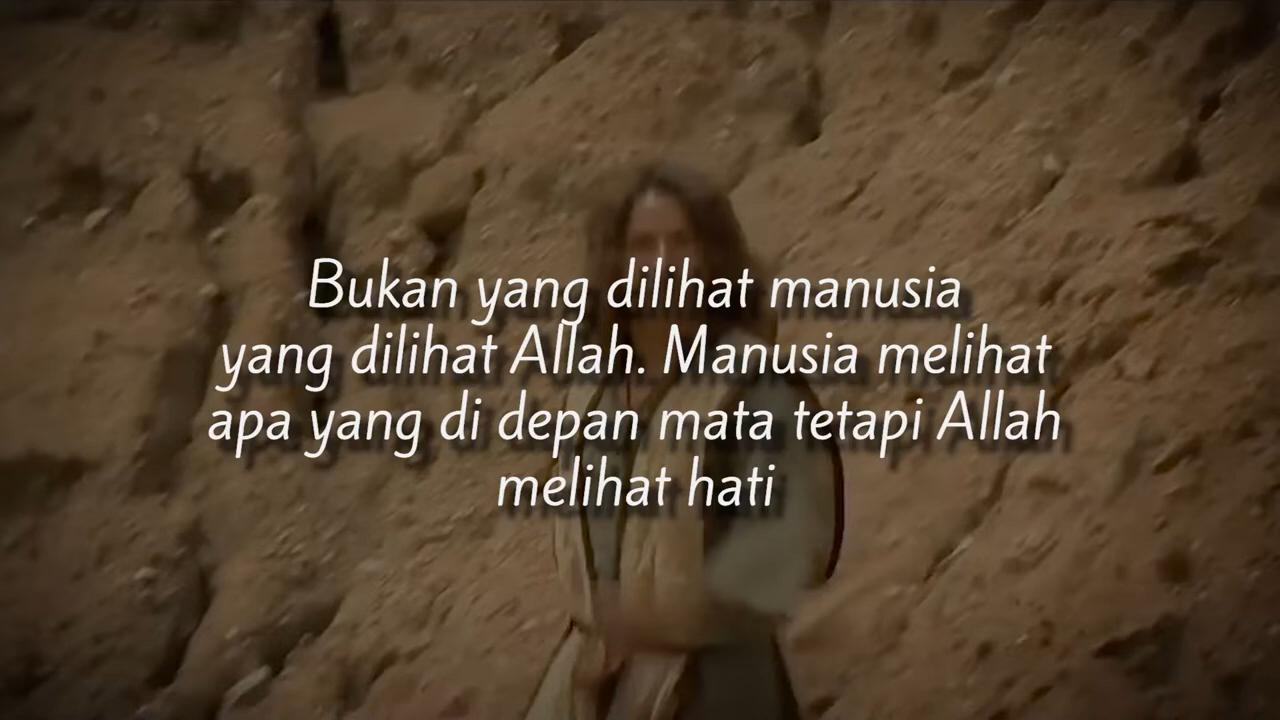 Bukan yang dilihat manusia
yang dilihat Allah. Manusia melihat
apa yang di depan mata tetapi Allah
melihat hati